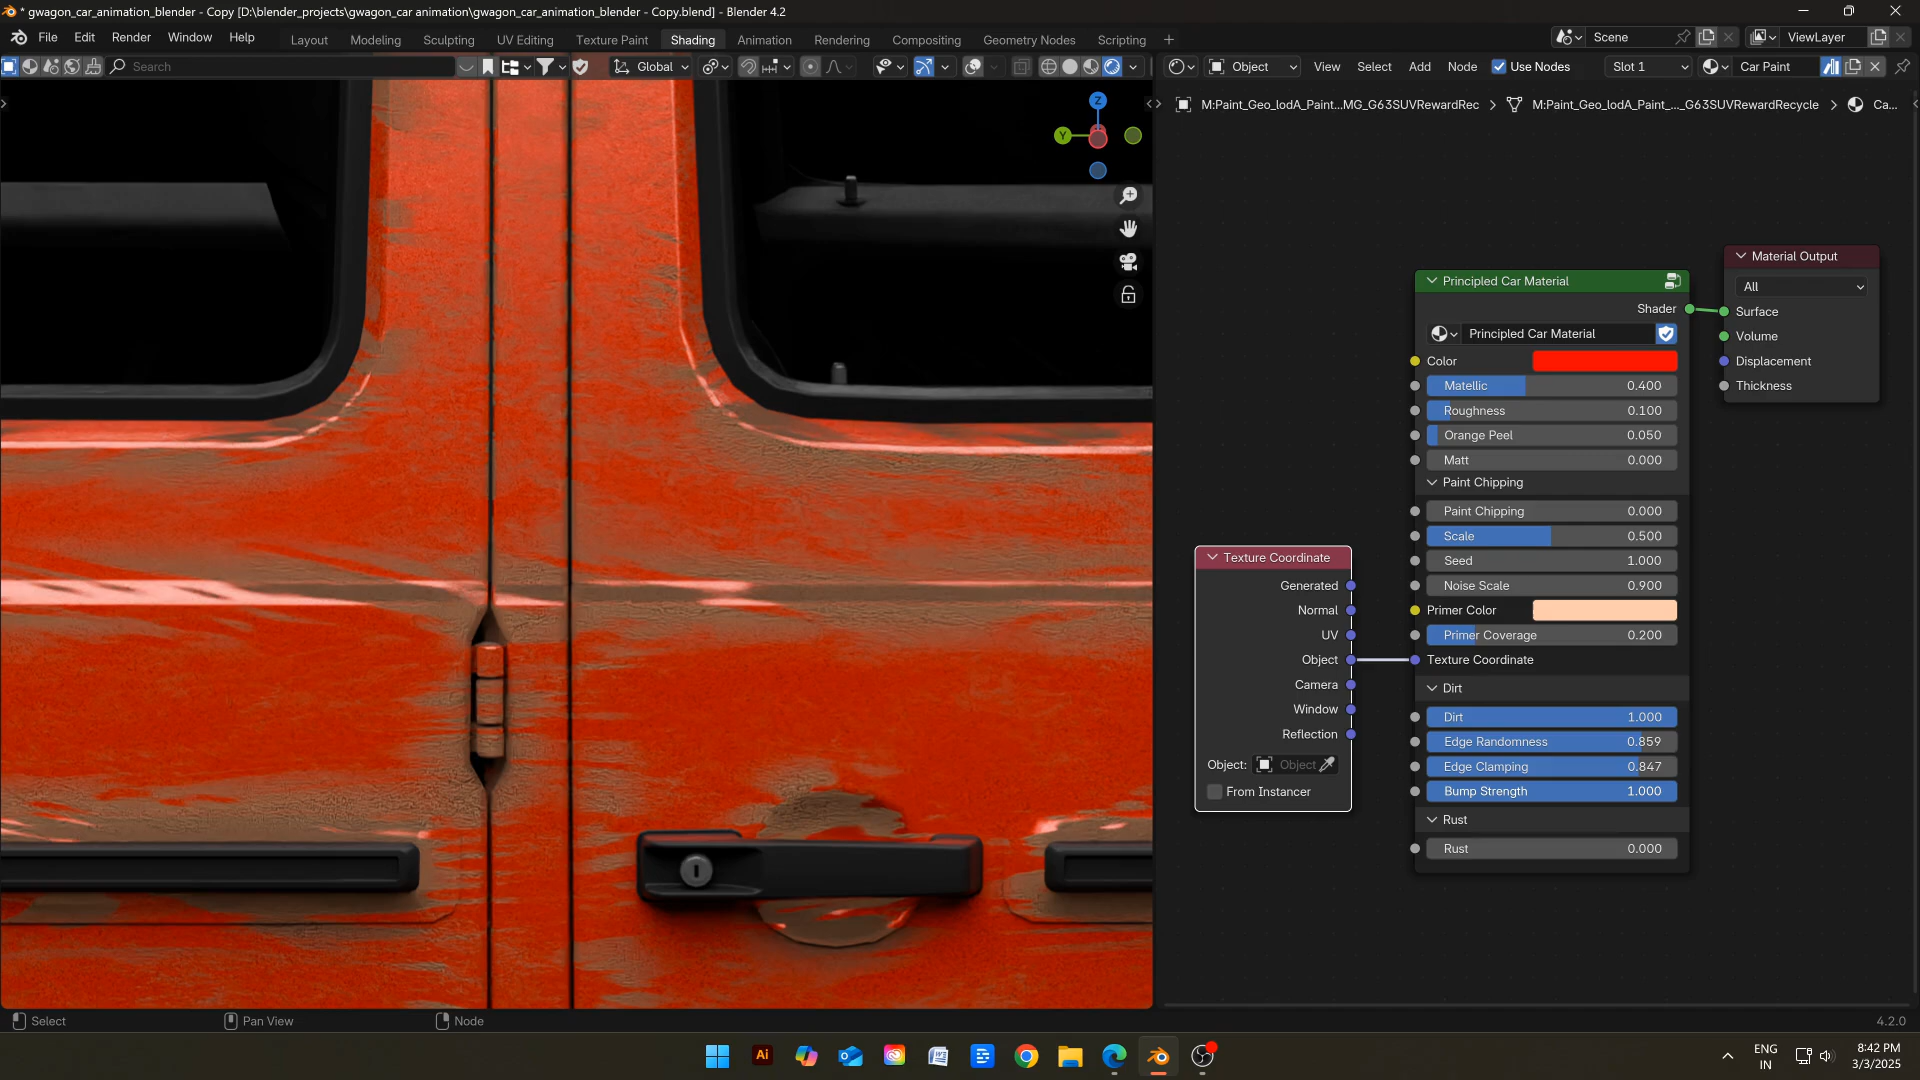 * gwagon_car_animation_blender - Copy [D:\blender_projects\gwagon_car animation\gwagon_car_animation_blender - Copy.blend] - Blender 4.2
File Edit Render Window Help Layout Modeling Sculpting UV Editing Texture Paint Shading Animation Rendering Compositing Geometry Nodes Scripting + Scene ViewLayer
Search Global Object View Select Add Node Use Nodes Slot 1 Car Paint
M:Paint_Geo_lodA_Paint...MG_G63SUVRewardRec M:Paint_Geo_lodA_Paint_..._G63SUVRewardRecycle Ca...
Z
Y
Material Output
All
Surface
Volume
Displacement
Thickness
Principled Car Material
Shader
Principled Car Material
Color
Matellic 0.400
Roughness 0.100
Orange Peel 0.050
Matt 0.000
Paint Chipping
Paint Chipping 0.000
Scale 0.500
Seed 1.000
Noise Scale 0.900
Primer Color
Primer Coverage 0.200
Texture Coordinate
Dirt
Dirt 1.000
Edge Randomness 0.859
Edge Clamping 0.847
Bump Strength 1.000
Rust
Rust 0.000
Texture Coordinate
Generated
Normal
UV
Object
Camera
Window
Reflection
Object: Object
From Instancer
Select Pan View Node 4.2.0
Ai
ENG
IN
8:42 PM
3/3/2025